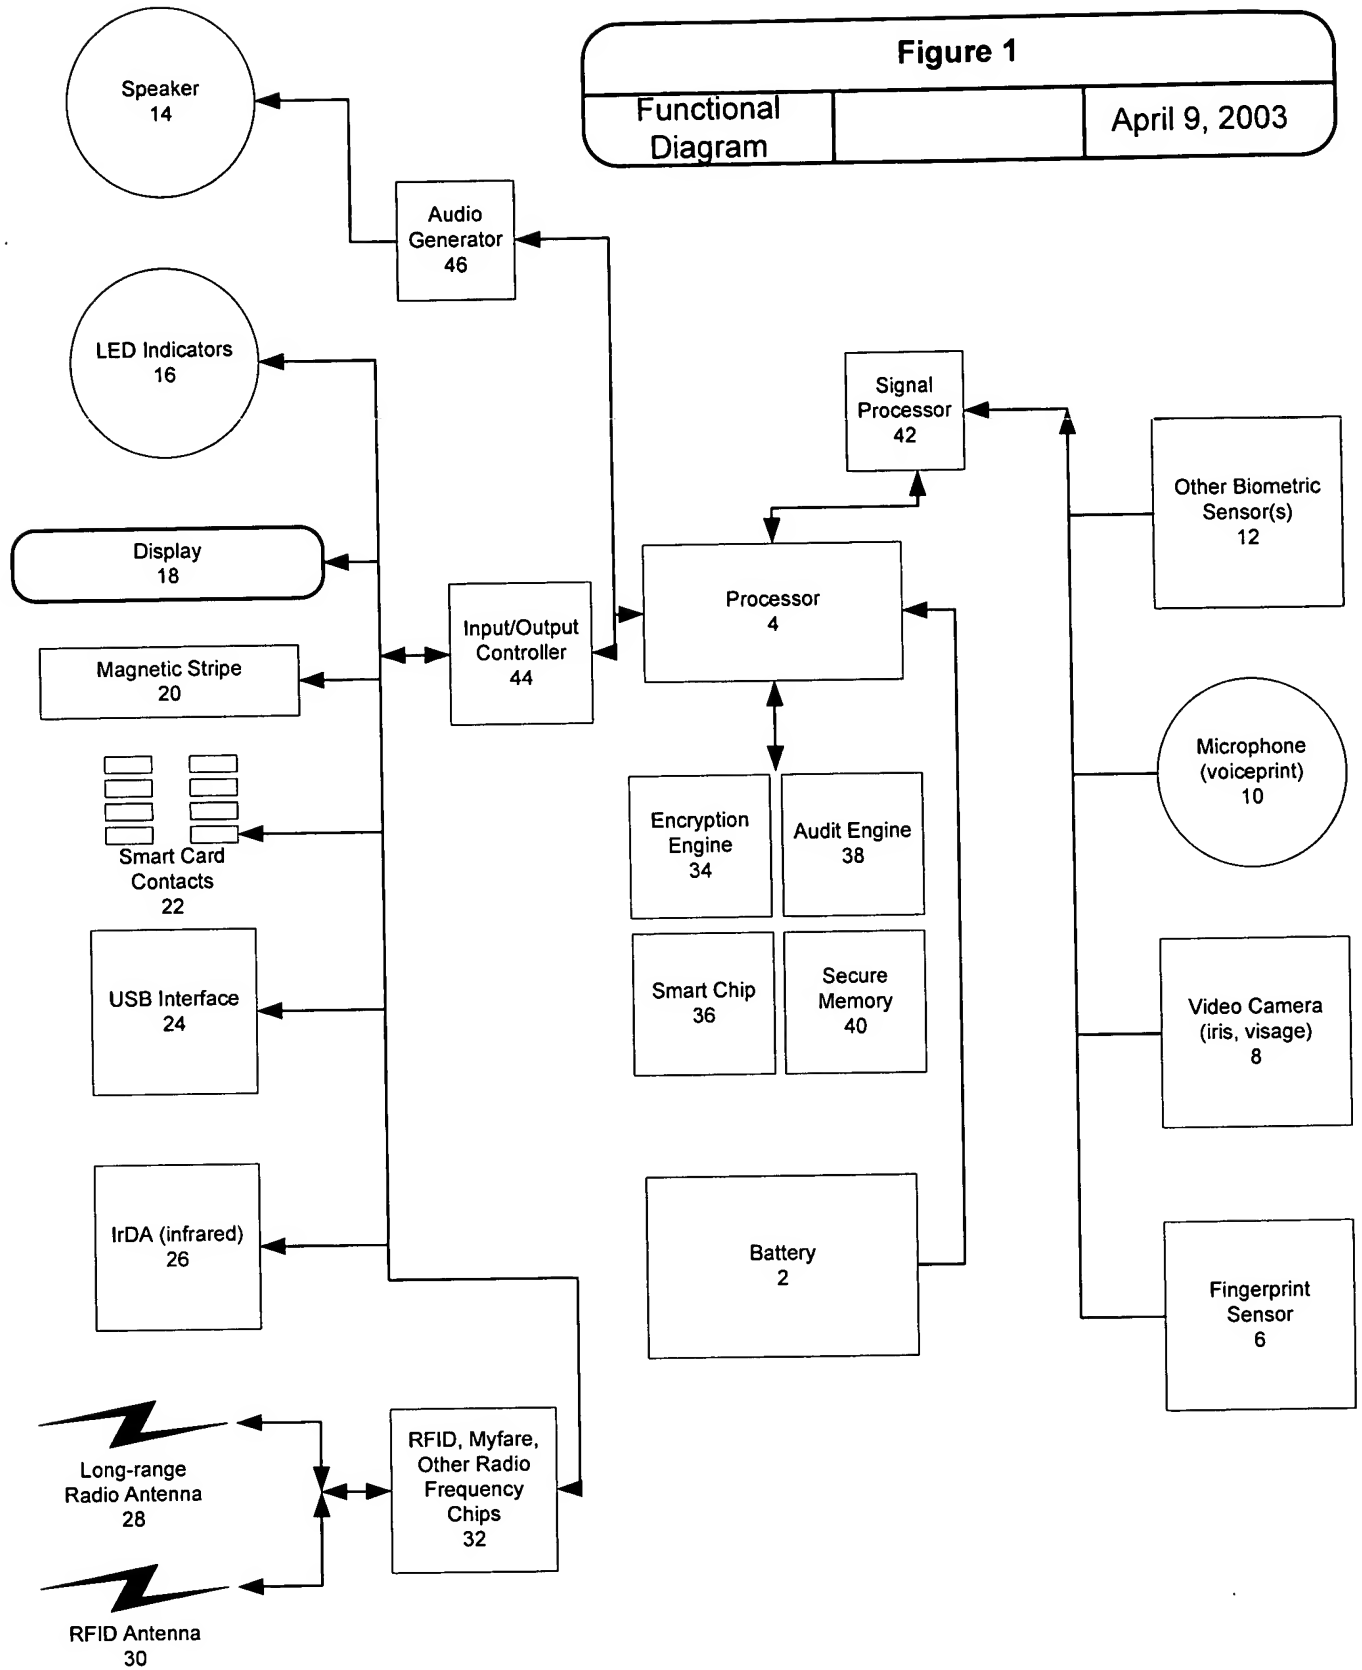 Figure 1
Functional
Diagram
April 9, 2003
Speaker
14
Audio
Generator
46
LED Indicators
16
Signal
Processor
42
Other Biometric
Sensor(s)
12
Display
18
Processor
4
Input/Output
Controller
44
Magnetic Stripe
20
Microphone
(voiceprint)
10
Encryption
Engine
34
Audit Engine
38
Smart Card
Contacts
22
USB Interface
24
Smart Chip
36
Secure
Memory
40
Video Camera
(iris, visage)
8
IrDA (infrared)
26
Battery
2
Fingerprint
Sensor
6
Long-range
Radio Antenna
28
RFID, Myfare,
Other Radio
Frequency
Chips
32
RFID Antenna
30